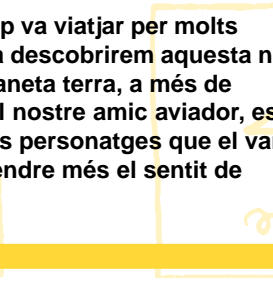 p va viatjar per molts
a descobrirem aquesta n
aneta terra, a més de
l nostre amic aviador, es
s personatges que el var
endre més el sentit de